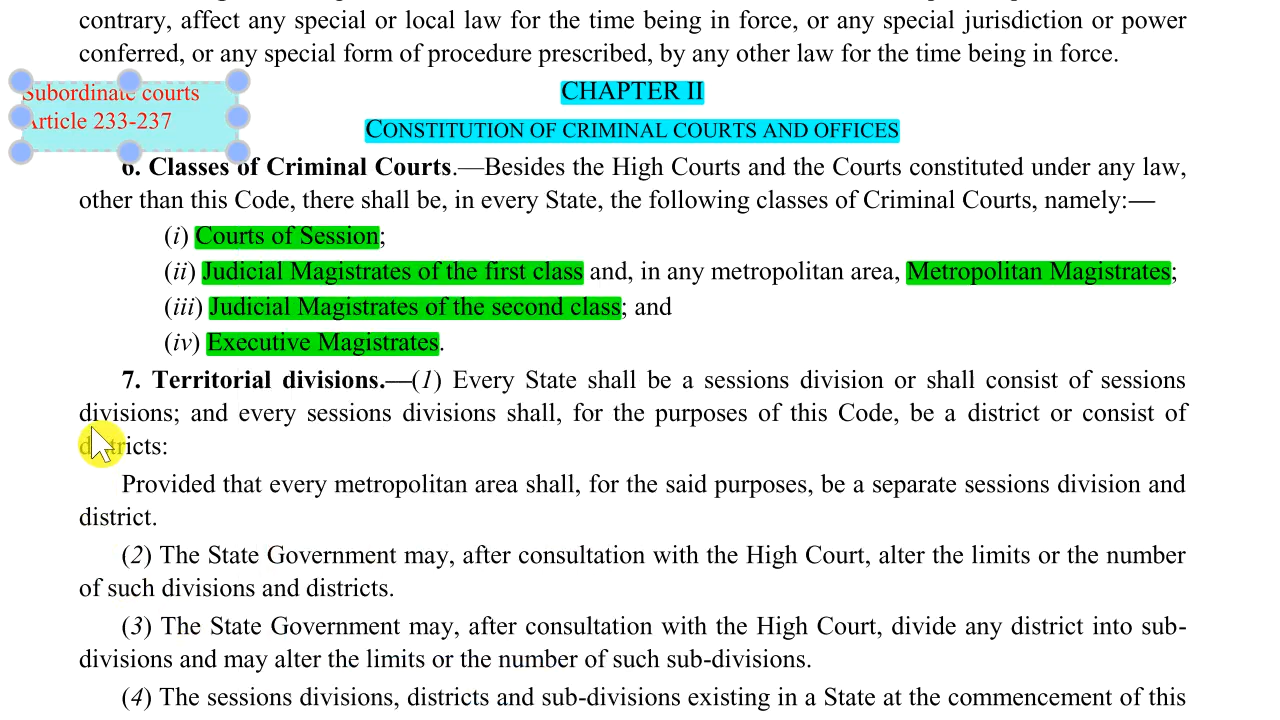 contrary, affect any special or local law for the time being in force, or any special jurisdiction or power
conferred, or any special form of procedure prescribed, by any other law for the time being in force.
Subordinate courts
Article 233-237
CHAPTER II
CONSTITUTION OF CRIMINAL COURTS AND OFFICES
6. Classes of Criminal Courts.—Besides the High Courts and the Courts constituted under any law,
other than this Code, there shall be, in every State, the following classes of Criminal Courts, namely:—
(i) Courts of Session;
(ii) Judicial Magistrates of the first class and, in any metropolitan area, Metropolitan Magistrates;
(iii) Judicial Magistrates of the second class; and
(iv) Executive Magistrates.
7. Territorial divisions.—(1) Every State shall be a sessions division or shall consist of sessions
divisions; and every sessions divisions shall, for the purposes of this Code, be a district or consist of
districts:
Provided that every metropolitan area shall, for the said purposes, be a separate sessions division and
district.
(2) The State Government may, after consultation with the High Court, alter the limits or the number
of such divisions and districts.
(3) The State Government may, after consultation with the High Court, divide any district into sub-
divisions and may alter the limits or the number of such sub-divisions.
(4) The sessions divisions, districts and sub-divisions existing in a State at the commencement of this